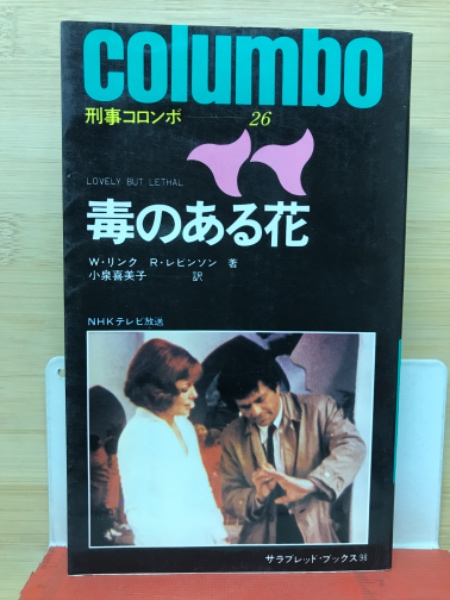 columbo
刑事コロンボ 26
LOVELY BUT LETHAL
毒のある花
W・リンク R・レビンソン 著
小泉喜美子 訳
NHKテレビ放送
サラブレッド・ブックス98